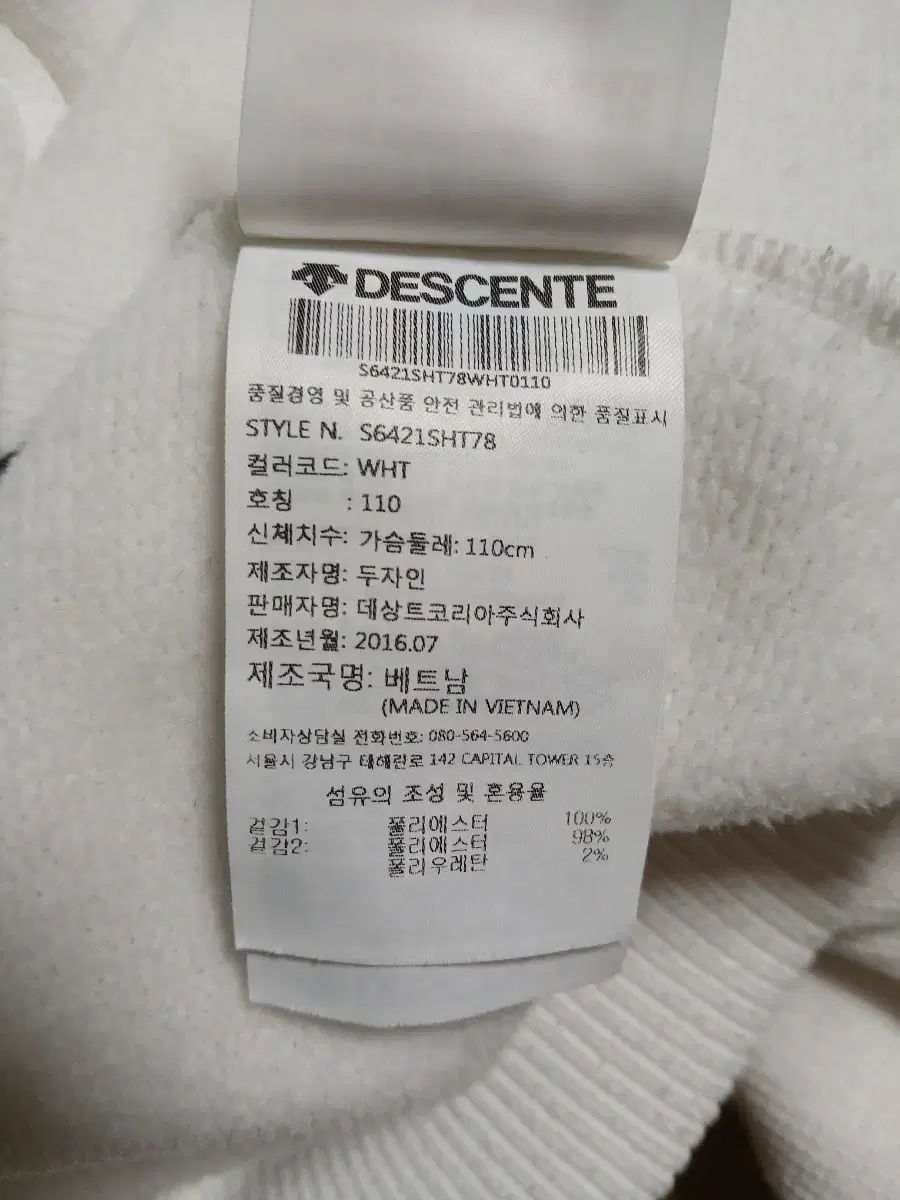 DESCENTE
S6421SHT78WHT0110
품질경영 및 공산품 안전 관리법에 의한 품질표시
STYLE N. S6421SHT78
컬러코드: WHT
호칭 : 110
신체치수: 가슴둘레: 110cm
제조자명: 두자인
판매자명: 데상트코리아주식회사
제조년월: 2016.07
제조국명: 베트남
(MADE IN VIETNAM)
소비자상담실 전화번호: 080-564-5600
서울시 강남구 테해란로 142 CAPITAL TOWER 15층
섬유의 조성 및 혼용율
겉감1: 폴리에스터 100%
겉감2: 폴리에스터 98%
폴리우레탄 2%